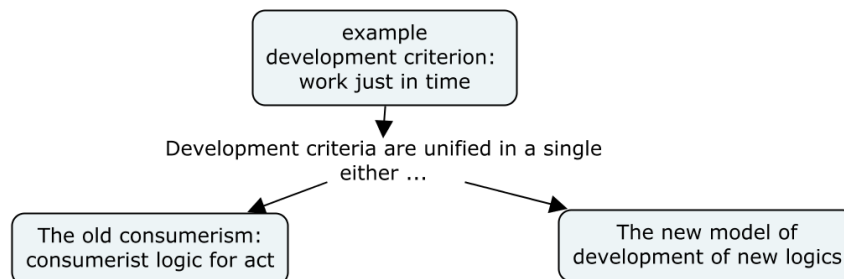 example
development criterion:
work just in time
Development criteria are unified in a single
either ...
The old consumerism:
consumerist logic for act
The new model of
development of new logics